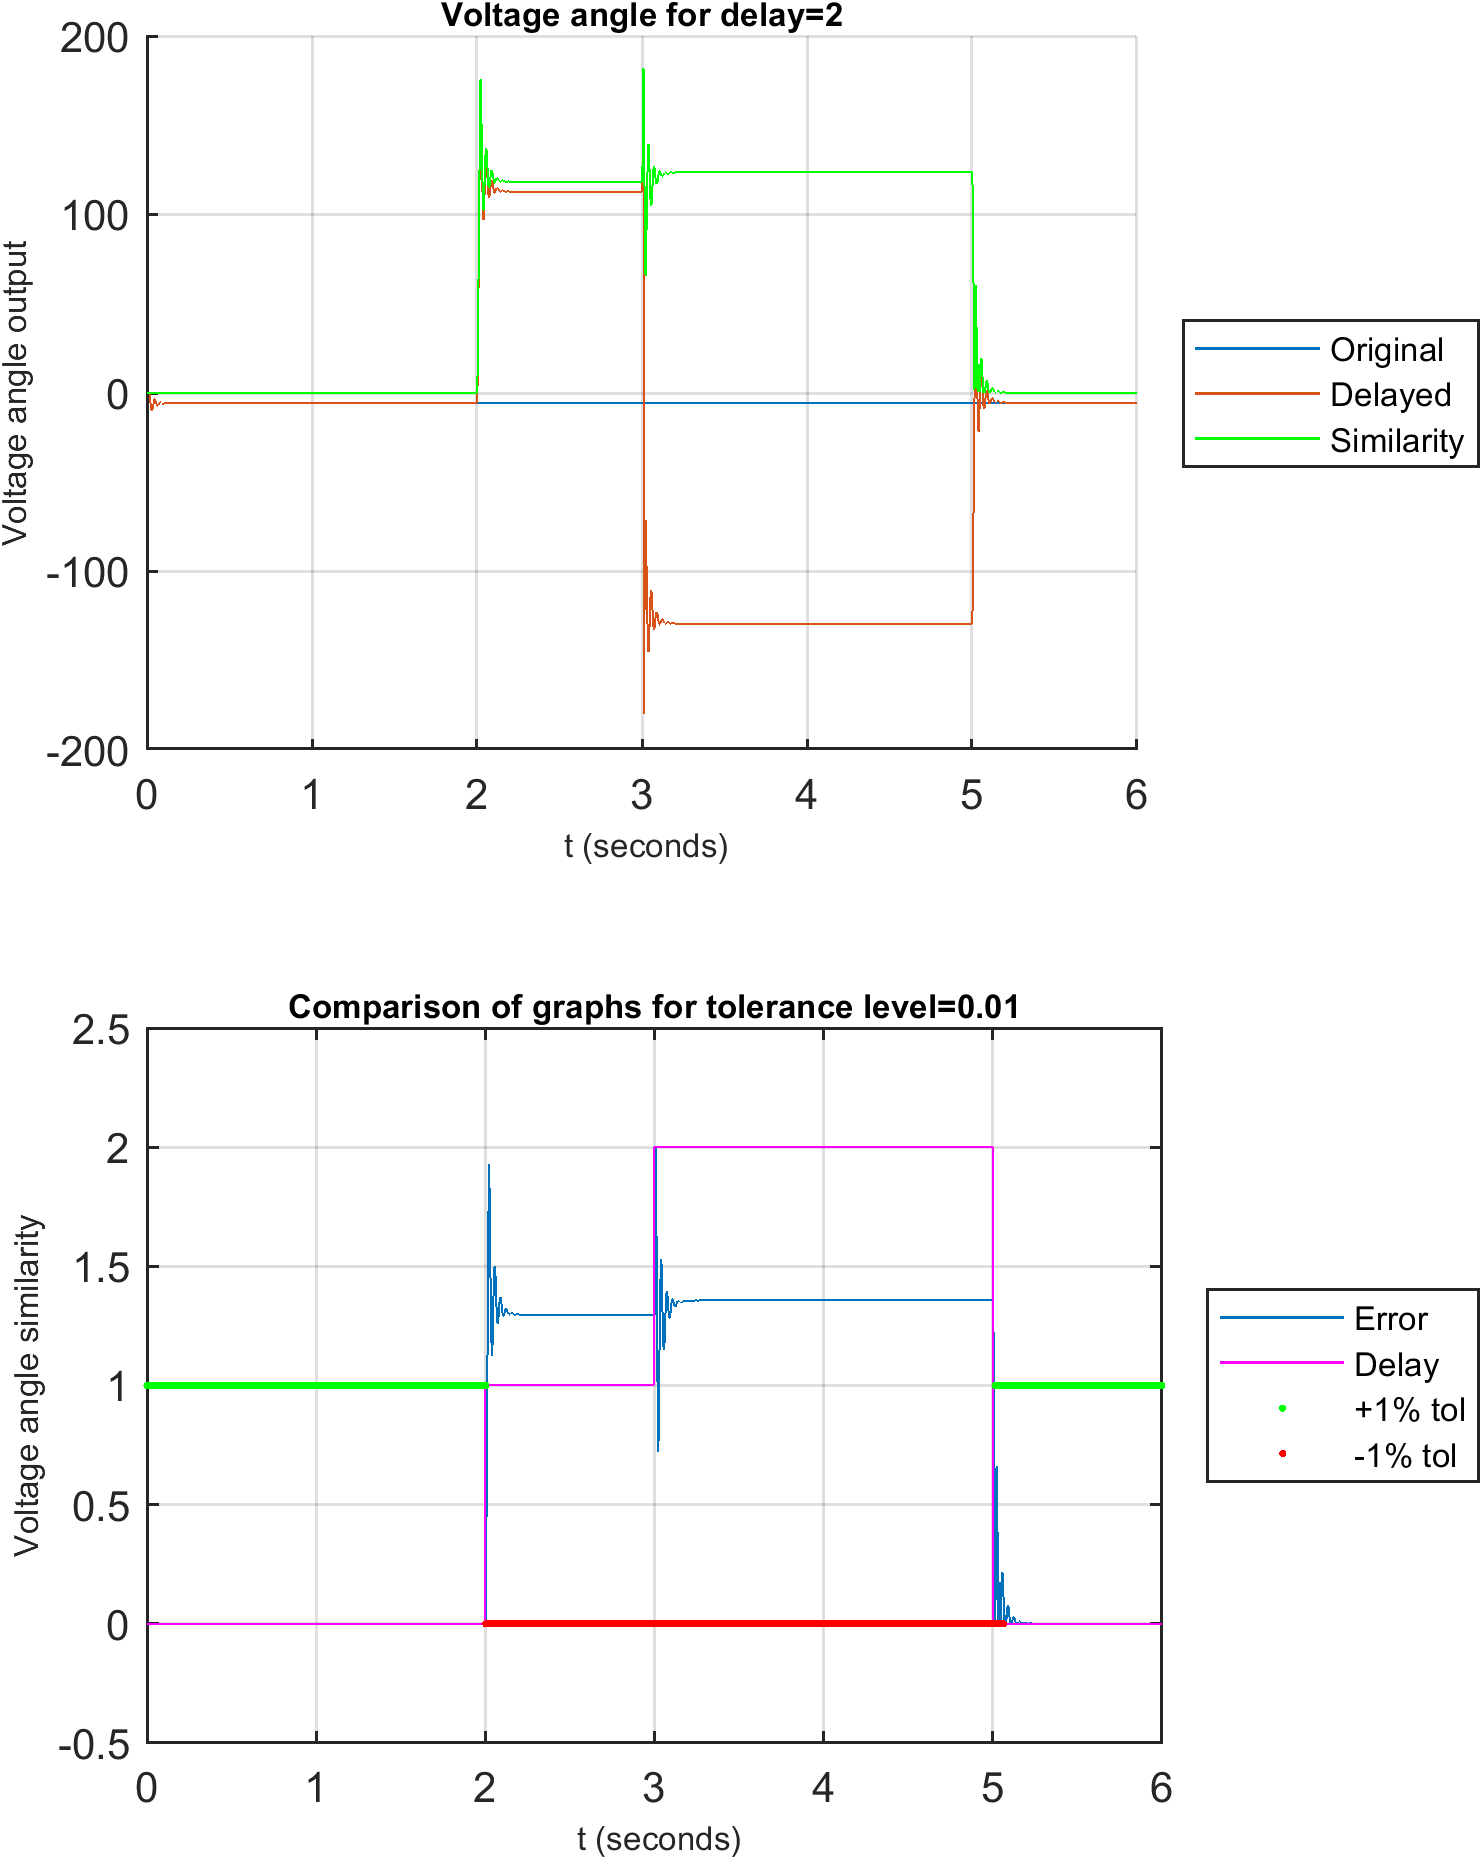 Voltage angle for delay=2
200
100
0
-100
-200
Voltage angle output
0 1 2 3 4 5 6
t (seconds)
Original
Delayed
Similarity
Comparison of graphs for tolerance level=0.01
2.5
2
1.5
1
0.5
0
-0.5
Voltage angle similarity
0 1 2 3 4 5 6
t (seconds)
Error
Delay
+1% tol
-1% tol